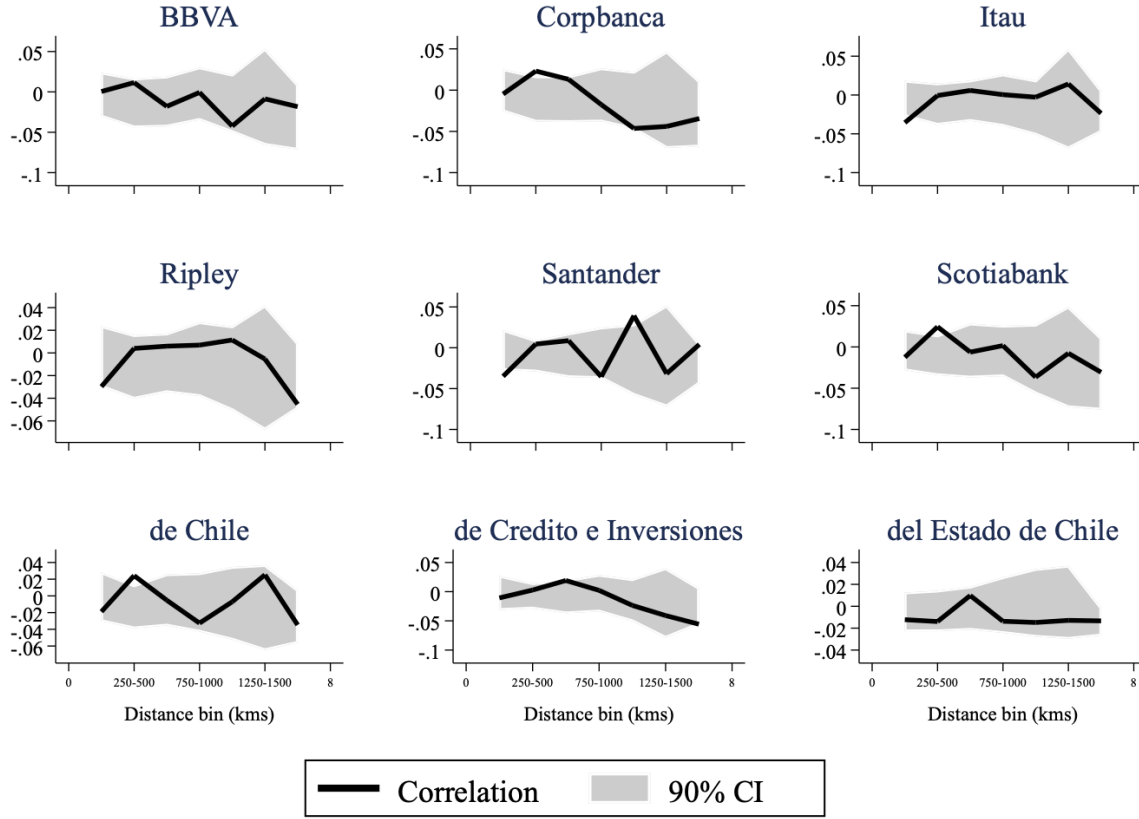 BBVA
.05
0
-.05
-.1
Corpbanca
.05
0
-.05
-.1
Itau
.05
0
-.05
-.1
Ripley
.04
.02
0
-.02
-.04
-.06
Santander
.05
0
-.05
-.1
Scotiabank
.05
0
-.05
-.1
de Chile
.04
.02
0
-.02
-.04
-.06
0 250-500 750-1000 1250-1500 8
Distance bin (kms)
de Credito e Inversiones
.05
0
-.05
-.1
0 250-500 750-1000 1250-1500 8
Distance bin (kms)
del Estado de Chile
.04
.02
0
-.02
-.04
0 250-500 750-1000 1250-1500 8
Distance bin (kms)
Correlation 90% CI